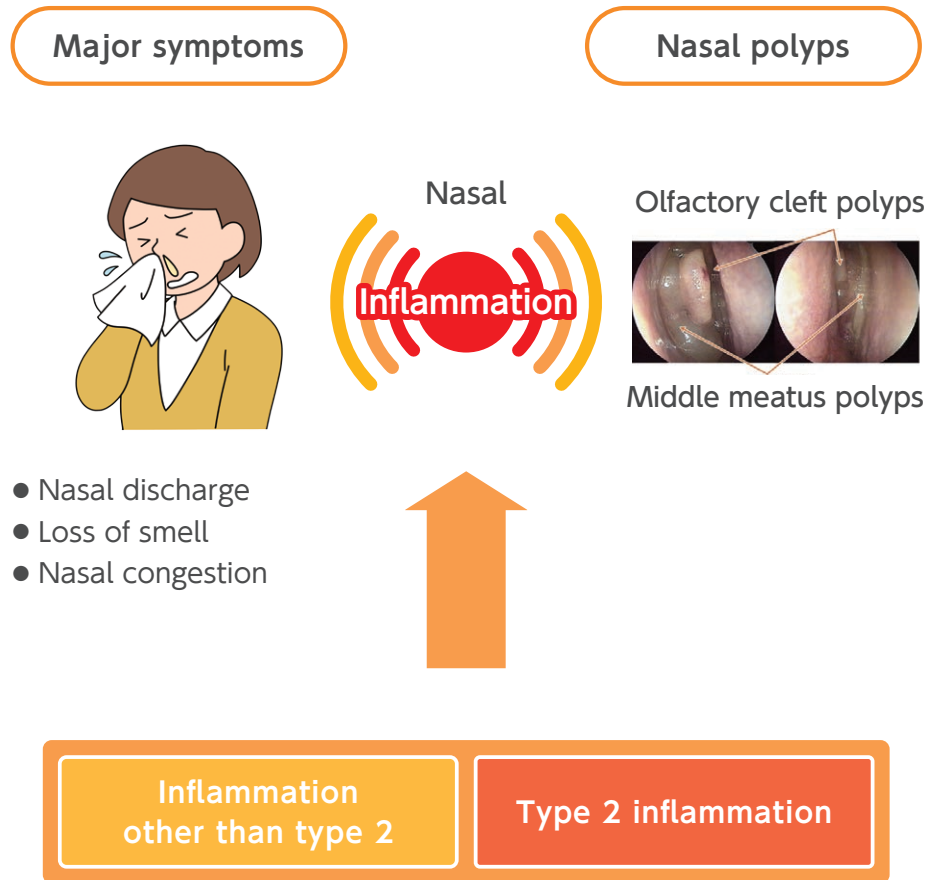 Major symptoms
Nasal polyps
Nasal
Inflammation
Olfactory cleft polyps
Middle meatus polyps
● Nasal discharge
● Loss of smell
● Nasal congestion
Inflammation
other than type 2
Type 2 inflammation